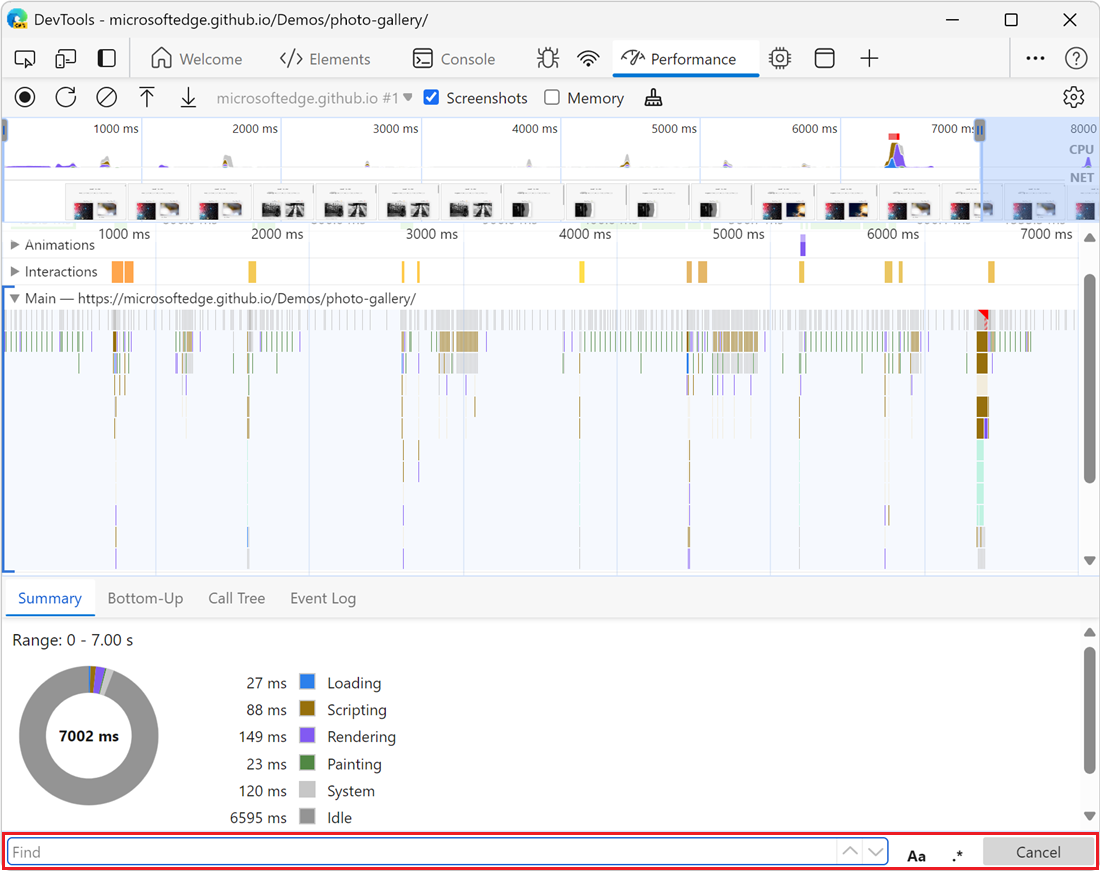 DevTools - microsoftedge.github.io/Demos/photo-gallery/
Welcome
Elements
Console
Performance
microsoftedge.github.io #1
Screenshots
Memory
1000 ms 2000 ms 3000 ms 4000 ms 5000 ms 6000 ms 7000 ms 8000
CPU
NET
1000 ms 2000 ms 3000 ms 4000 ms 5000 ms 6000 ms 7000 ms
Animations
Interactions
Main — https://microsoftedge.github.io/Demos/photo-gallery/
Summary Bottom-Up Call Tree Event Log
Range: 0 - 7.00 s
7002 ms
27 ms Loading
88 ms Scripting
149 ms Rendering
23 ms Painting
120 ms System
6595 ms Idle
Find Aa .* Cancel